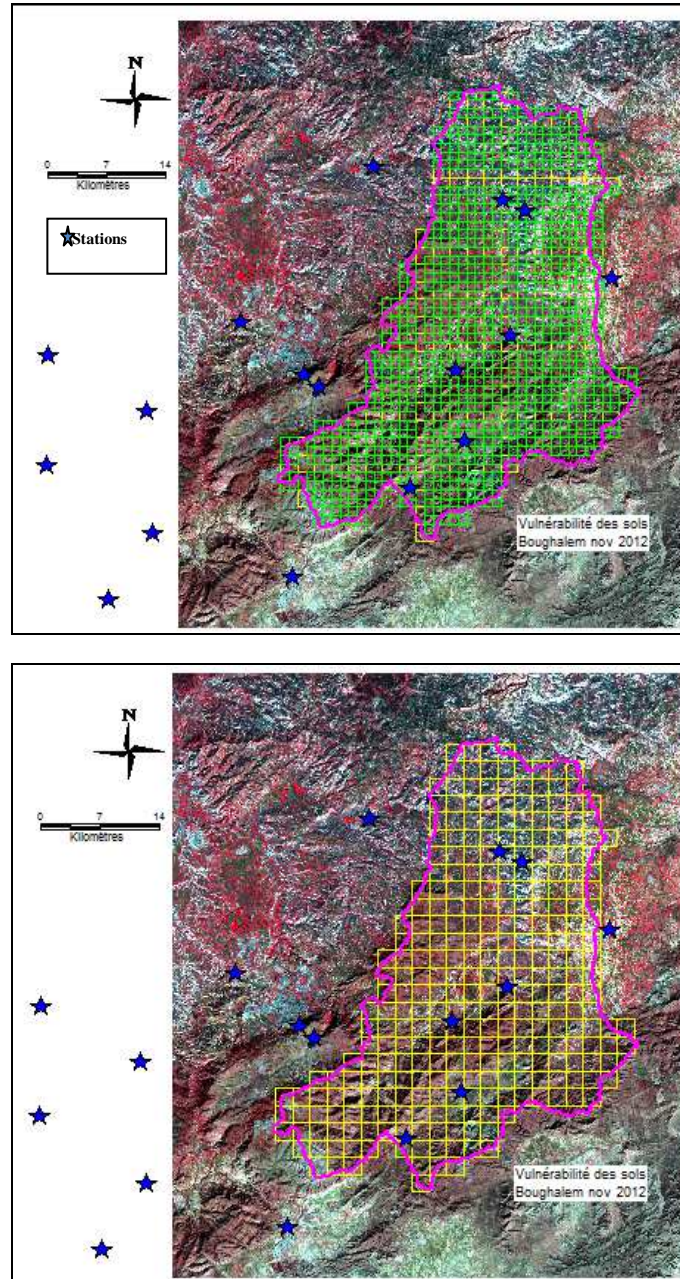 N
0 7 14
Kilomètres
Stations
Vulnérabilité des sols
Boughalem nov 2012
N
0 7 14
Kilomètres
Vulnérabilité des sols
Boughalem nov 2012